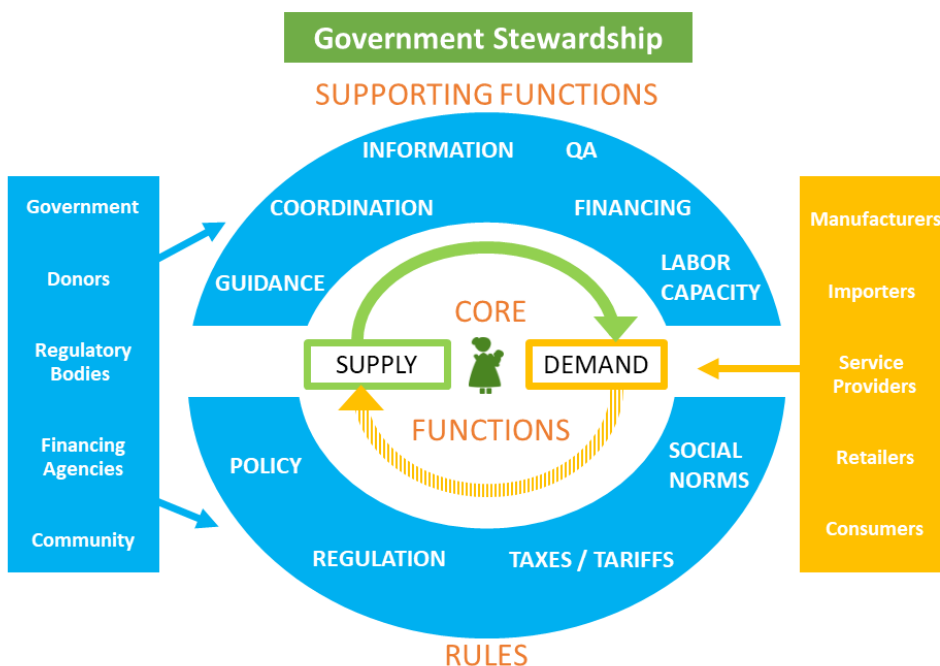 Government Stewardship
SUPPORTING FUNCTIONS
INFORMATION
QA
COORDINATION
FINANCING
GUIDANCE
LABOR
CAPACITY
Government
Donors
Regulatory
Bodies
Financing
Agencies
Community
CORE
SUPPLY
DEMAND
FUNCTIONS
Manufacturers
Importers
Service
Providers
Retailers
Consumers
POLICY
SOCIAL
NORMS
REGULATION
TAXES / TARIFFS
RULES